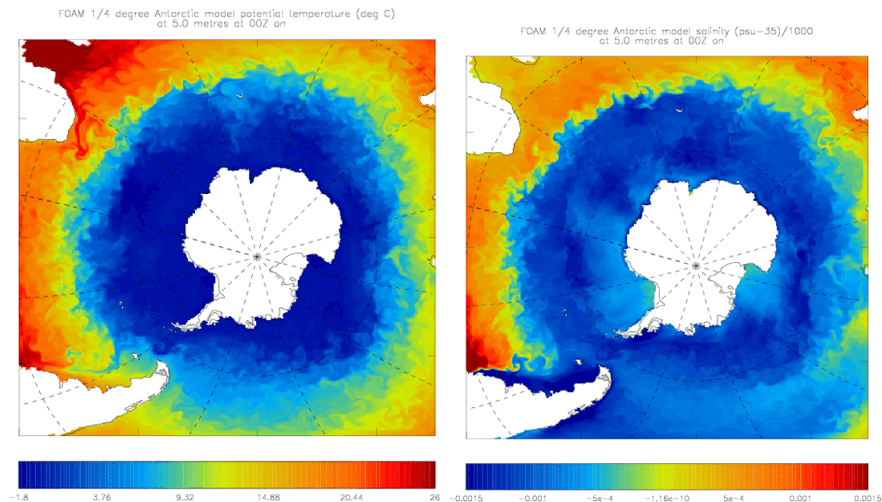 FOAM 1/4 degree Antarctic model potential temperature (deg C)
at 5.0 metres at 00Z on
FOAM 1/4 degree Antarctic model salinity (psu-35)/1000
at 5.0 metres at 00Z on
-1.8 3.76 9.32 14.88 20.44 26
-0.0015 -0.001 -5e-4 -1.16e-10 5e-4 0.001 0.0015